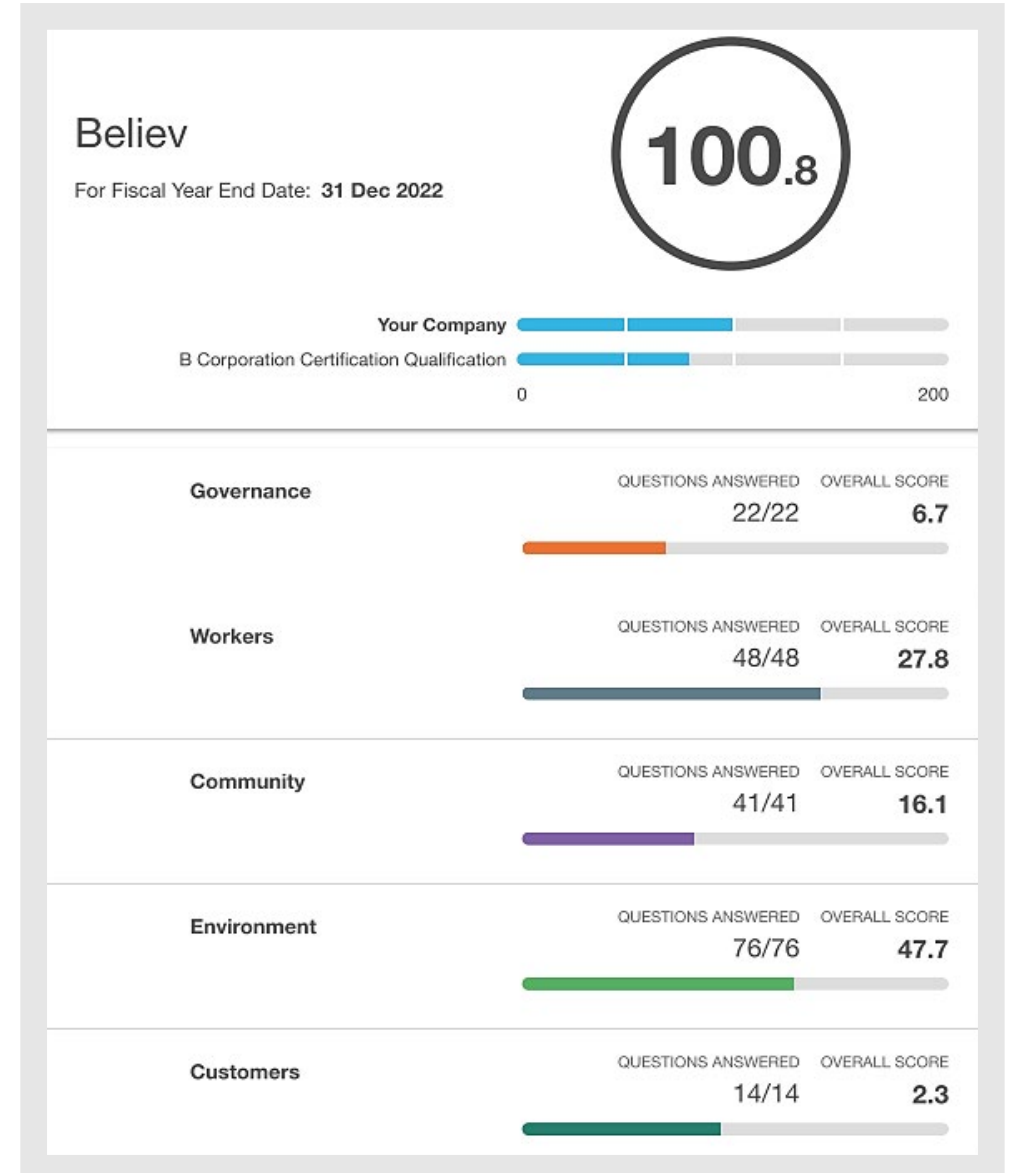 Believ
For Fiscal Year End Date: 31 Dec 2022
100.8
Your Company
B Corporation Certification Qualification
0 200
Governance
QUESTIONS ANSWERED OVERALL SCORE
22/22 6.7
Workers
QUESTIONS ANSWERED OVERALL SCORE
48/48 27.8
Community
QUESTIONS ANSWERED OVERALL SCORE
41/41 16.1
Environment
QUESTIONS ANSWERED OVERALL SCORE
76/76 47.7
Customers
QUESTIONS ANSWERED OVERALL SCORE
14/14 2.3